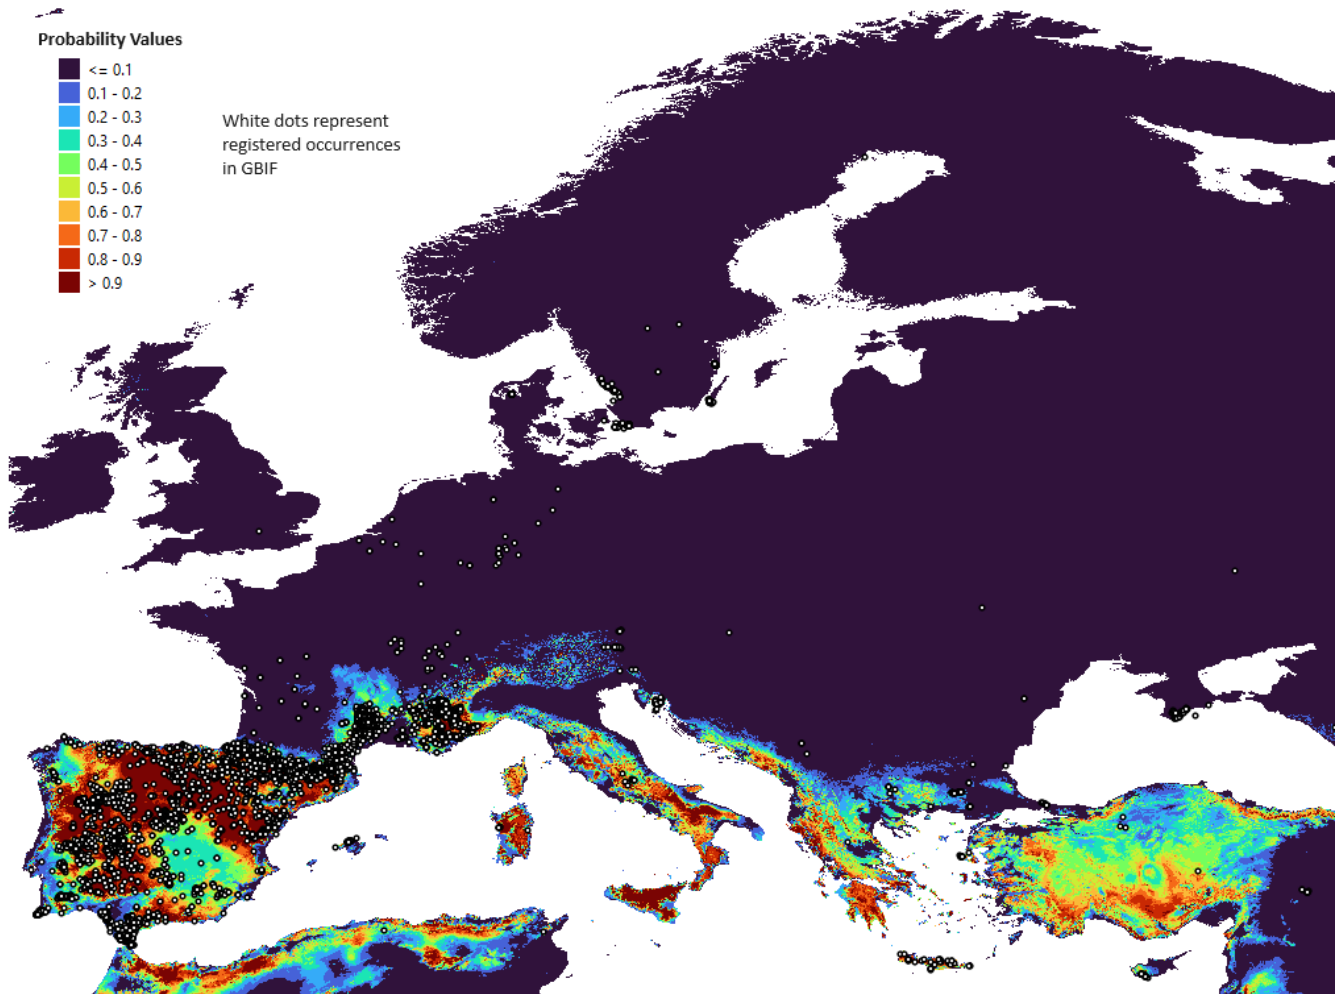 Probability Values
<= 0.1
0.1 - 0.2
0.2 - 0.3
0.3 - 0.4
0.4 - 0.5
0.5 - 0.6
0.6 - 0.7
0.7 - 0.8
0.8 - 0.9
> 0.9
White dots represent
registered occurrences
in GBIF